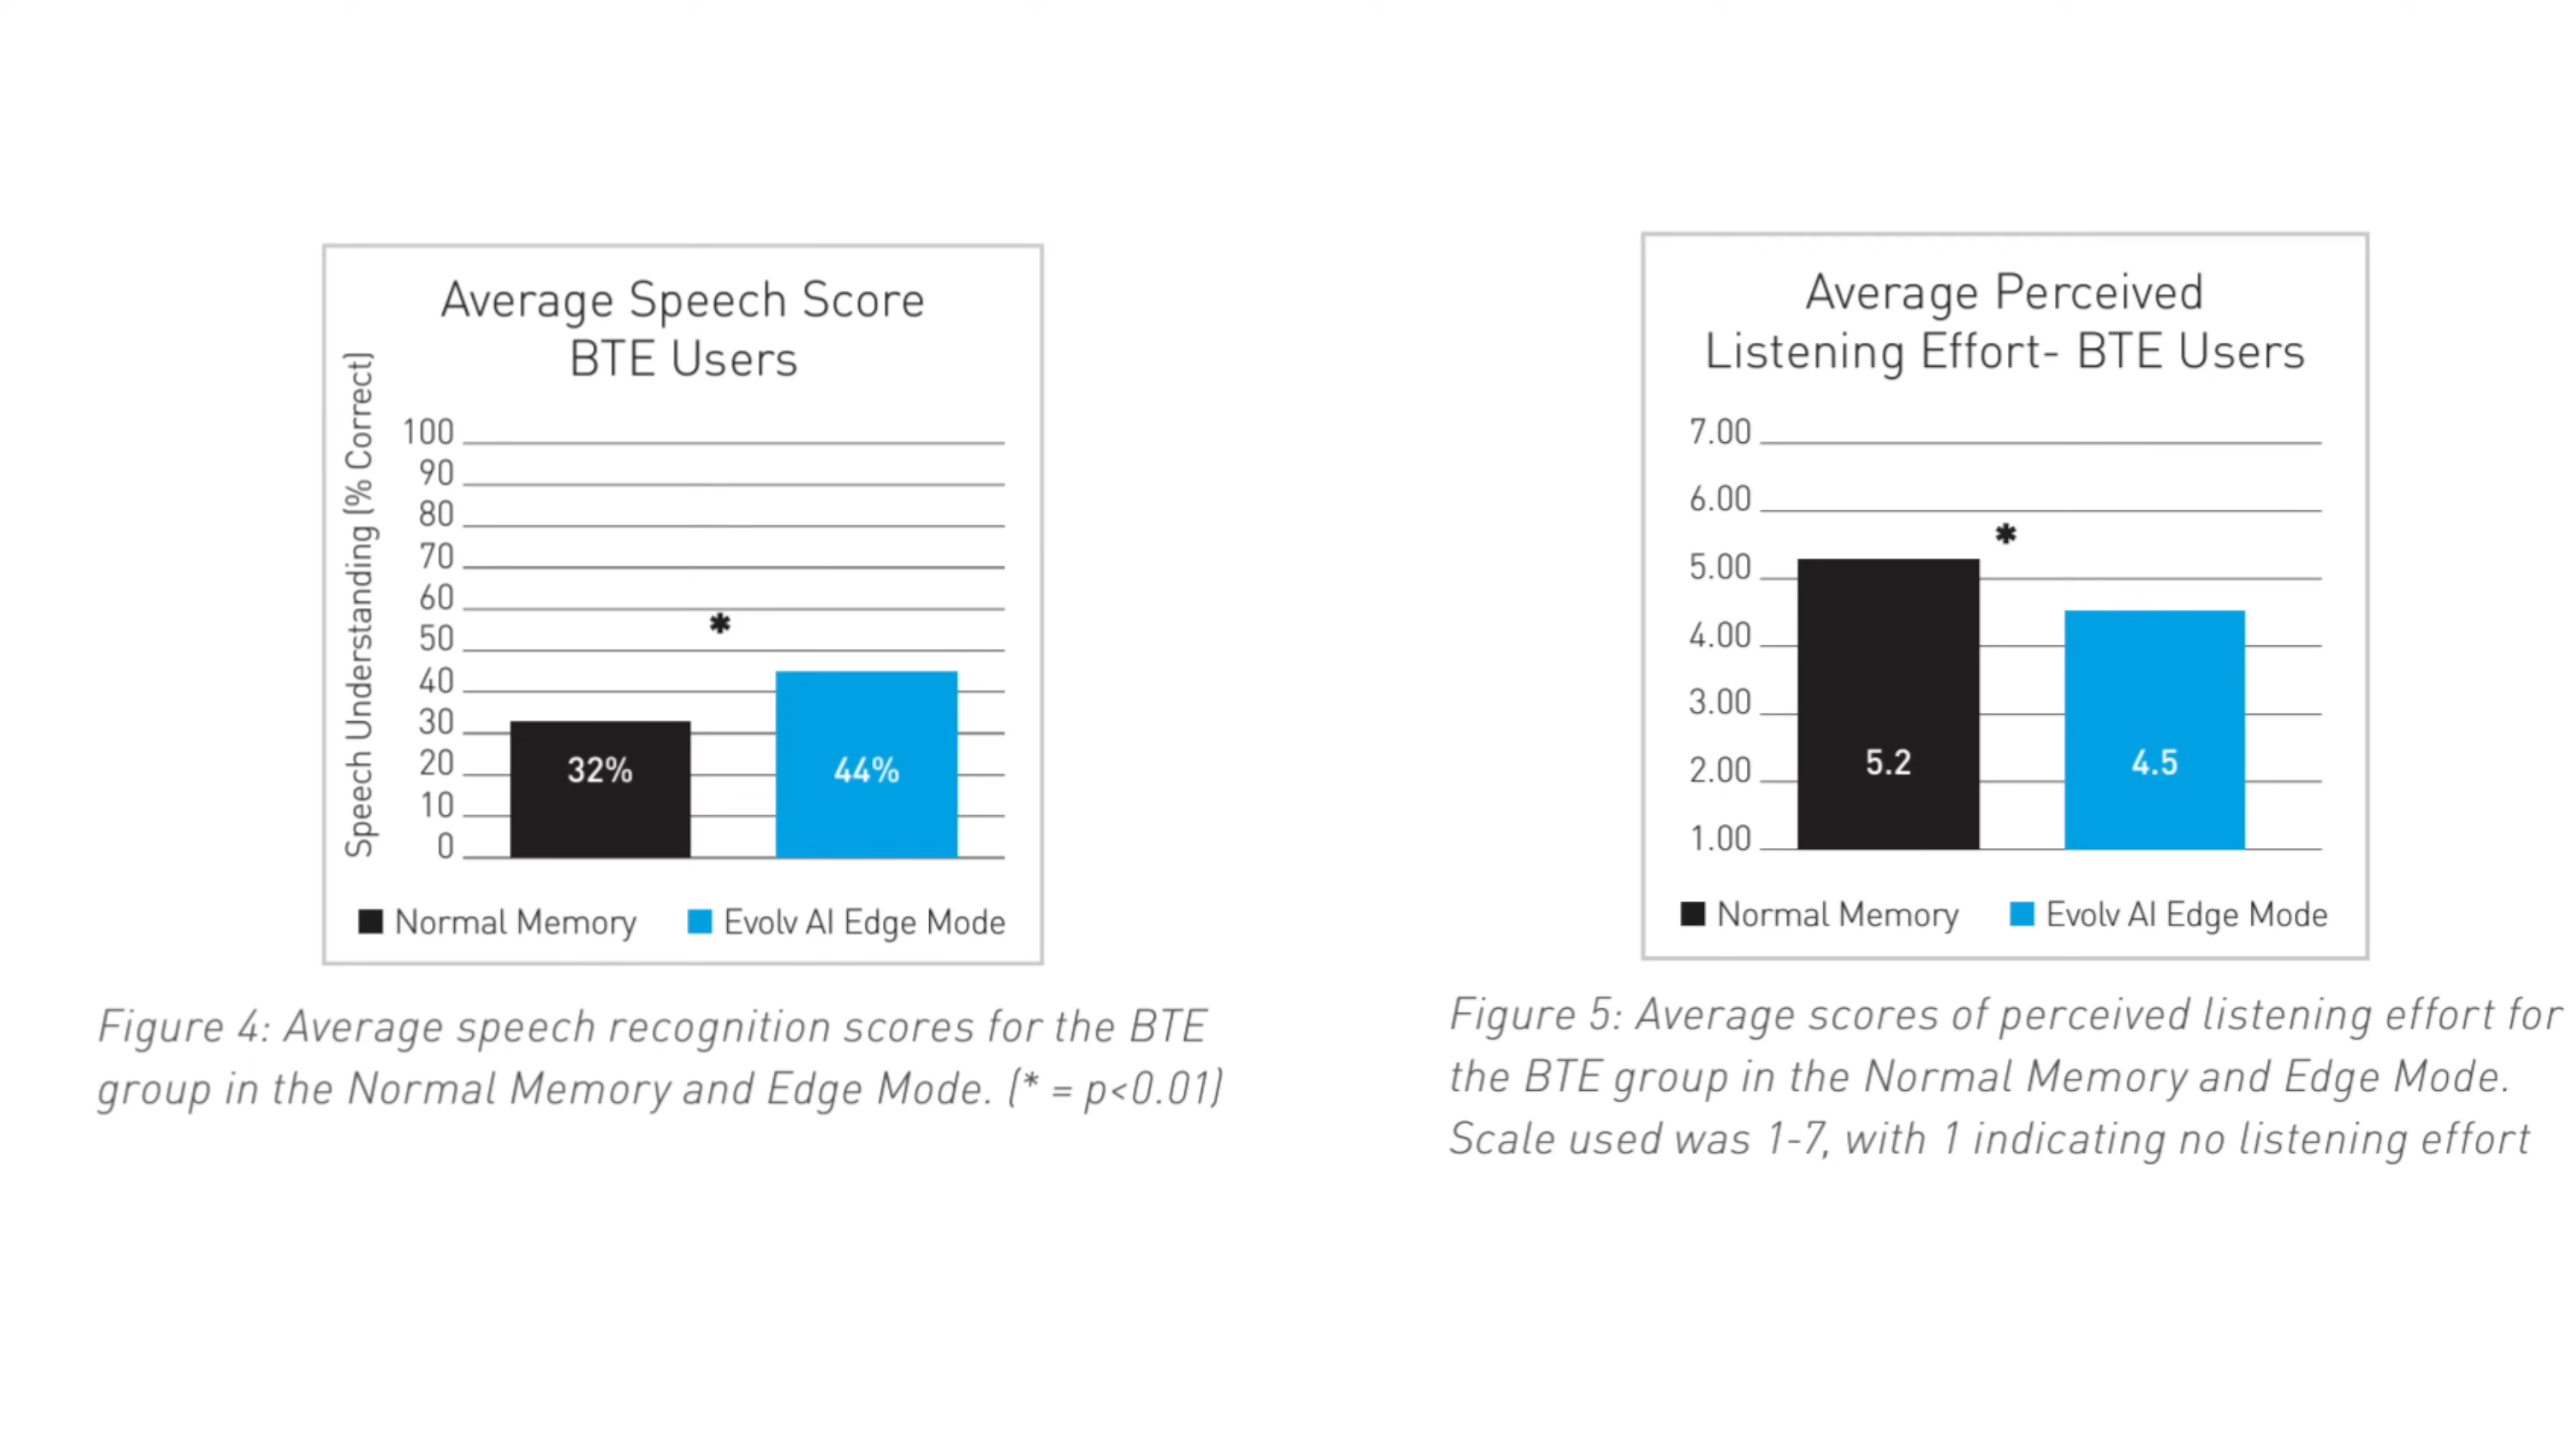 Average Speech Score
BTE Users
Speech Understanding (% Correct)
100
90
80
70
60
50
40
30
20
10
0
*
32%
44%
Normal Memory
Evolv AI Edge Mode
Figure 4: Average speech recognition scores for the BTE
group in the Normal Memory and Edge Mode. (* = p<0.01)
Average Perceived
Listening Effort- BTE Users
7.00
6.00
5.00
4.00
3.00
2.00
1.00
*
5.2
4.5
Normal Memory
Evolv AI Edge Mode
Figure 5: Average scores of perceived listening effort for
the BTE group in the Normal Memory and Edge Mode.
Scale used was 1-7, with 1 indicating no listening effort